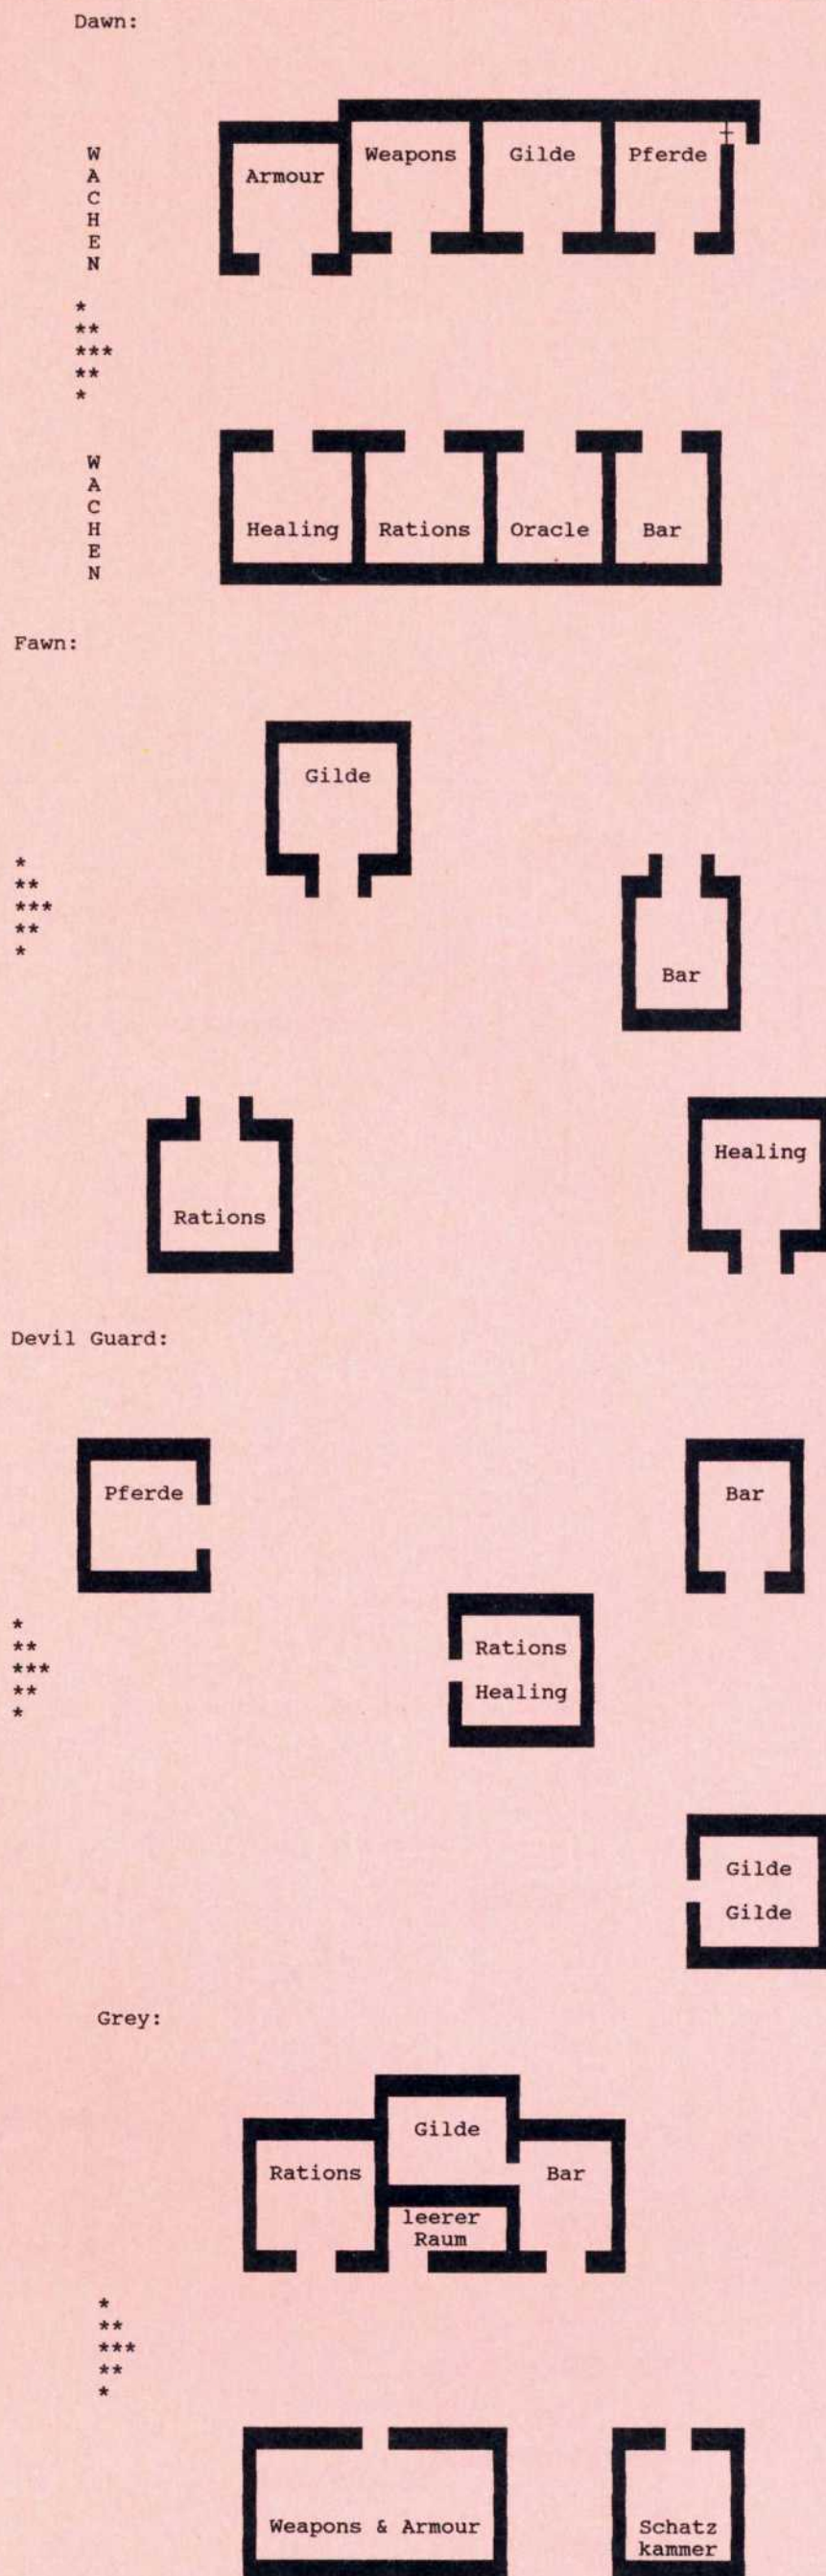 Dawn:
W
A
C
H
E
N
Armour
Weapons
Gilde
Pferde
*
**
***
**
*
W
A
C
H
E
N
Healing
Rations
Oracle
Bar
Fawn:
Gilde
*
**
***
**
*
Bar
Rations
Healing
Devil Guard:
Pferde
Bar
*
**
***
**
*
Rations
Healing
Gilde
Gilde
Grey:
Rations
Gilde
Bar
leerer
Raum
*
**
***
**
*
Weapons & Armour
Schatz
kammer